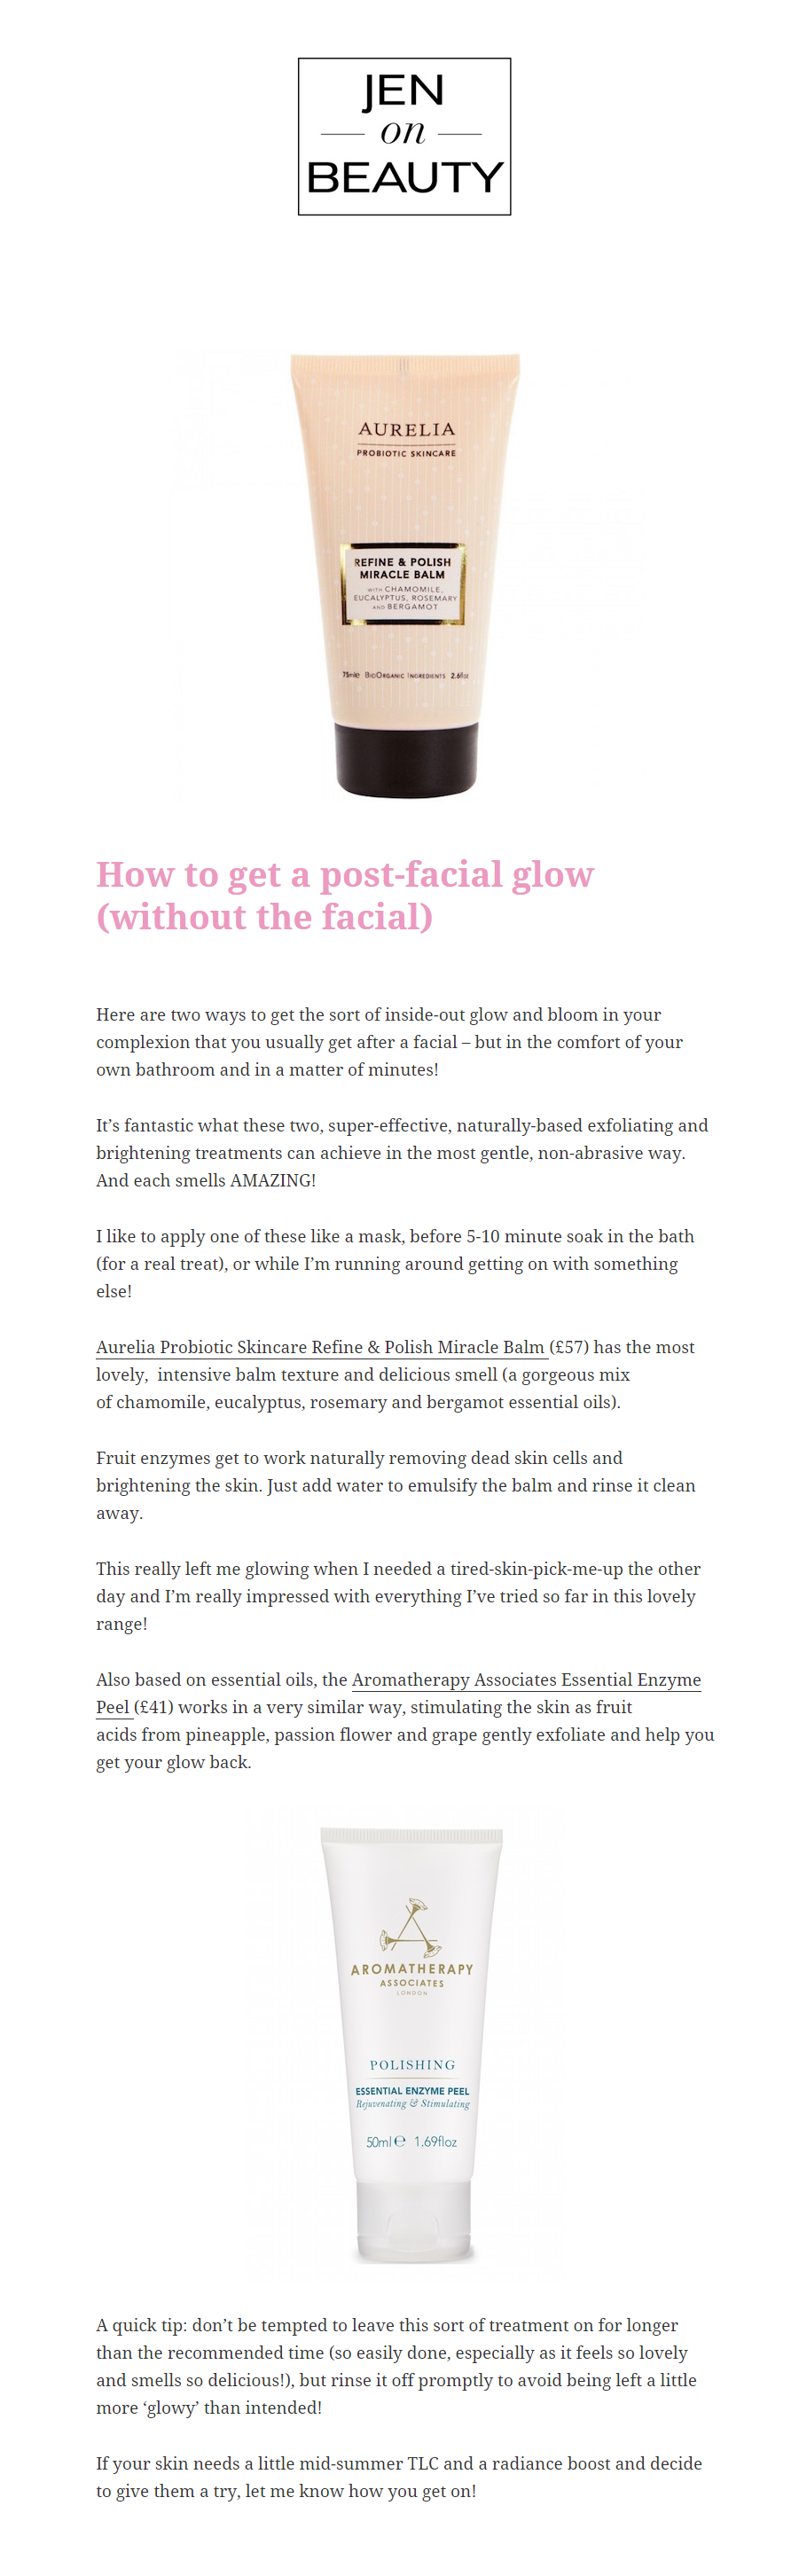 JEN
on
BEAUTY
AURELIA
PROBIOTIC SKINCARE
REFINE & POLISH
MIRACLE BALM
WITH CHAMOMILE,
EUCALYPTUS, ROSEMARY
AND BERGAMOT
75ml℮ BIOORGANIC INGREDIENTS 2.6floz
How to get a post-facial glow
(without the facial)
Here are two ways to get the sort of inside-out glow and bloom in your
complexion that you usually get after a facial – but in the comfort of your
own bathroom and in a matter of minutes!
It’s fantastic what these two, super-effective, naturally-based exfoliating and
brightening treatments can achieve in the most gentle, non-abrasive way.
And each smells AMAZING!
I like to apply one of these like a mask, before 5-10 minute soak in the bath
(for a real treat), or while I’m running around getting on with something
else!
Aurelia Probiotic Skincare Refine & Polish Miracle Balm (£57) has the most
lovely,  intensive balm texture and delicious smell (a gorgeous mix
of chamomile, eucalyptus, rosemary and bergamot essential oils).
Fruit enzymes get to work naturally removing dead skin cells and
brightening the skin. Just add water to emulsify the balm and rinse it clean
away.
This really left me glowing when I needed a tired-skin-pick-me-up the other
day and I’m really impressed with everything I’ve tried so far in this lovely
range!
Also based on essential oils, the Aromatherapy Associates Essential Enzyme
Peel (£41) works in a very similar way, stimulating the skin as fruit
acids from pineapple, passion flower and grape gently exfoliate and help you
get your glow back.
AROMATHERAPY
ASSOCIATES
LONDON
POLISHING
ESSENTIAL ENZYME PEEL
Rejuvenating & Stimulating
50ml ℮ 1.69floz
A quick tip: don’t be tempted to leave this sort of treatment on for longer
than the recommended time (so easily done, especially as it feels so lovely
and smells so delicious!), but rinse it off promptly to avoid being left a little
more ‘glowy’ than intended!
If your skin needs a little mid-summer TLC and a radiance boost and decide
to give them a try, let me know how you get on!